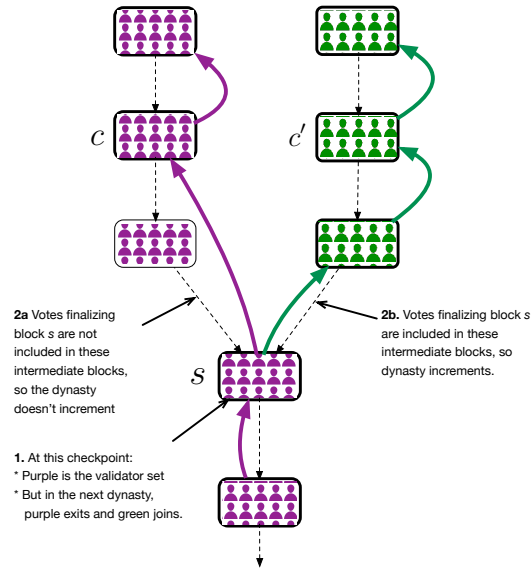 c
c′
2a Votes finalizing
block s are not
included in these
intermediate blocks,
so the dynasty
doesn't increment
2b. Votes finalizing block s
are included in these
intermediate blocks, so
dynasty increments.
s
1. At this checkpoint:
* Purple is the validator set
* But in the next dynasty,
purple exits and green joins.